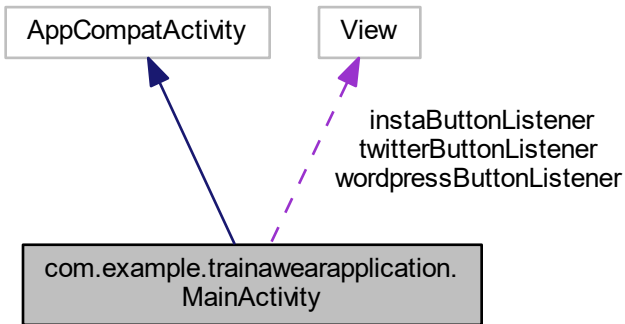 AppCompatActivity
View
instaButtonListener
twitterButtonListener
wordpressButtonListener
com.example.trainawearapplication.
MainActivity